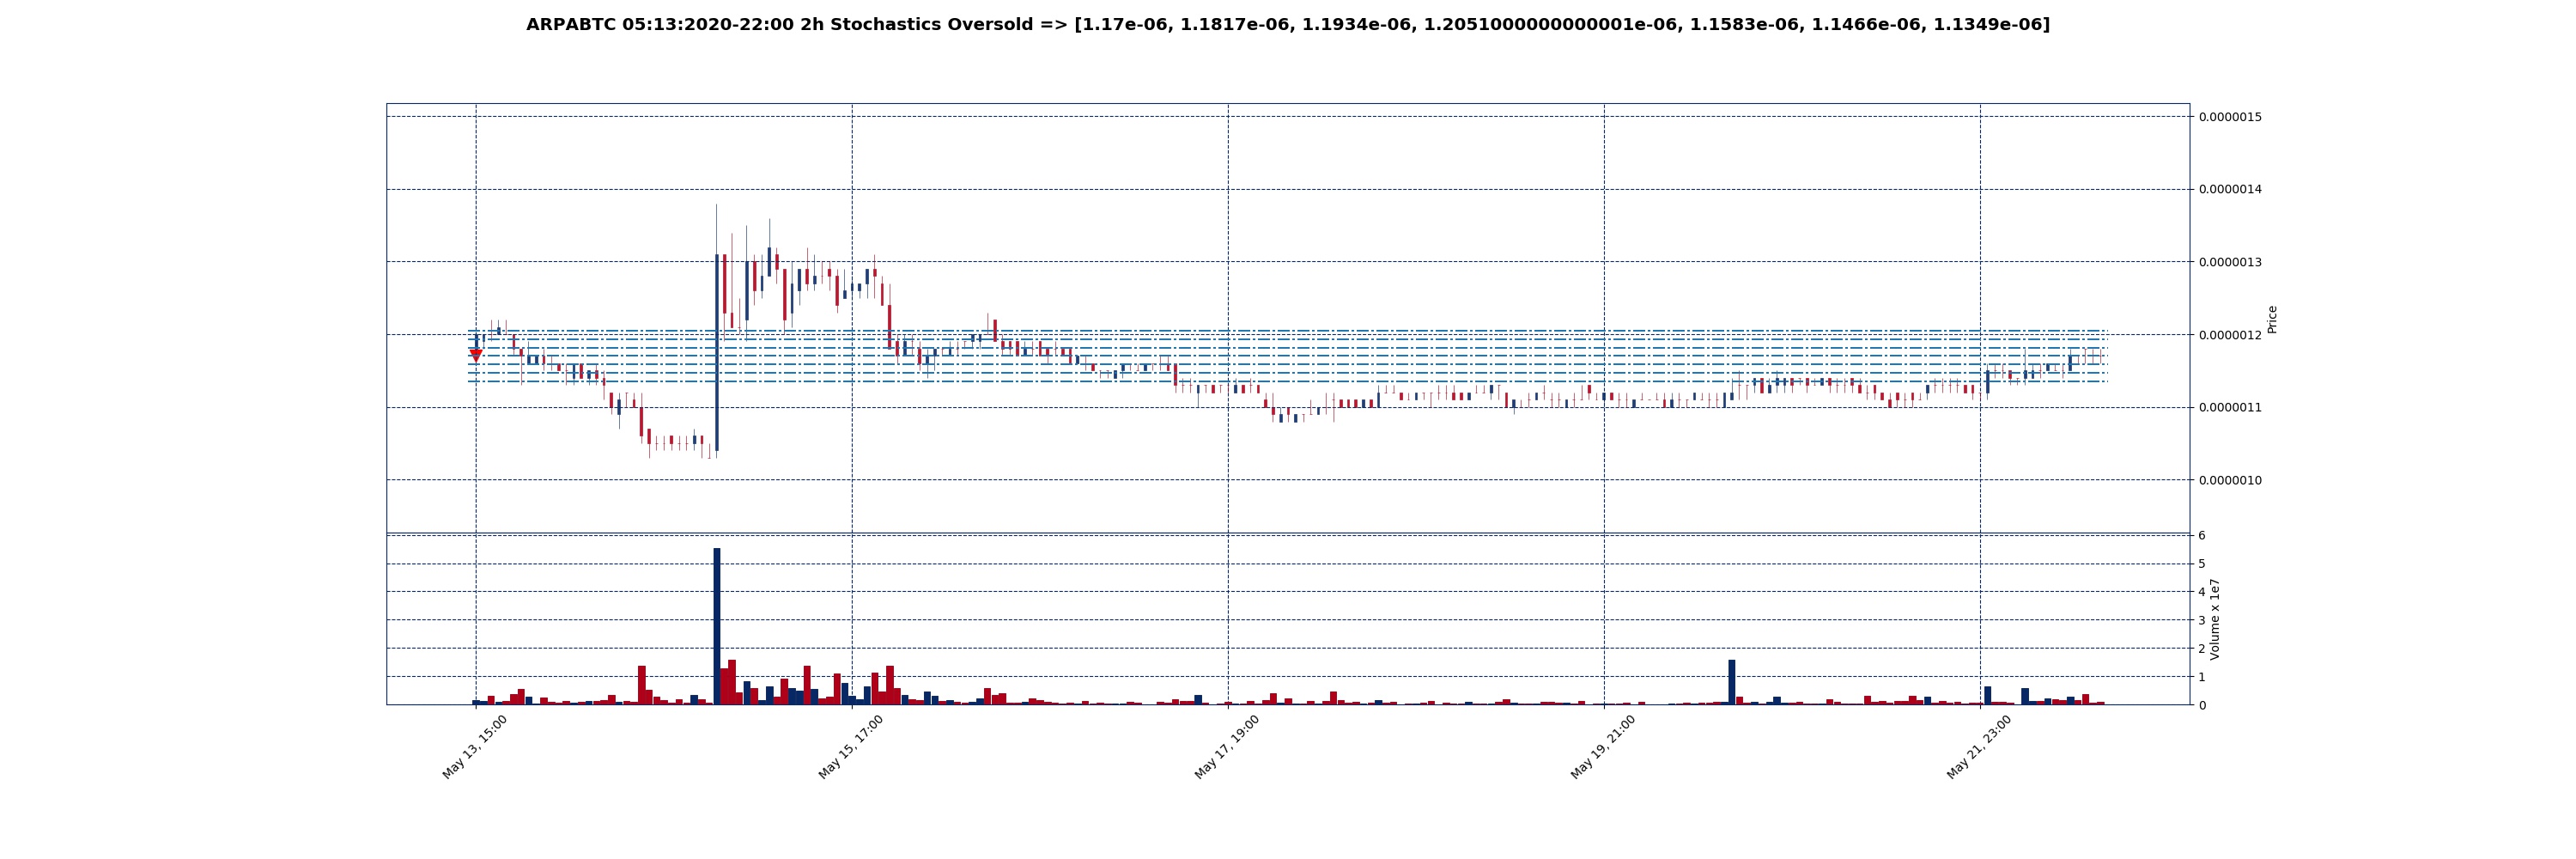 ARPABTC 05:13:2020-22:00 2h Stochastics Oversold => [1.17e-06, 1.1817e-06, 1.1934e-06, 1.2051000000000001e-06, 1.1583e-06, 1.1466e-06, 1.1349e-06]
0.0000015
0.0000014
0.0000013
0.0000012
0.0000011
0.0000010
Price
6
5
4
3
2
1
0
Volume x 1e7
May 13, 15:00
May 15, 17:00
May 17, 19:00
May 19, 21:00
May 21, 23:00